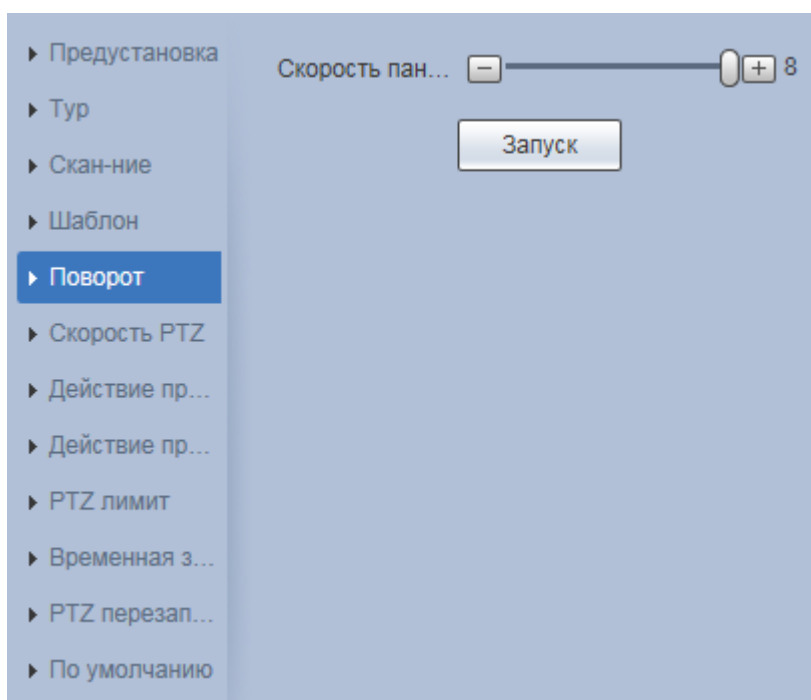 Предустановка
Тур
Скан-ние
Шаблон
Поворот
Скорость PTZ
Действие пр...
Действие пр...
PTZ лимит
Временная з...
PTZ перезап...
По умолчанию
Скорость пан... 8
Запуск